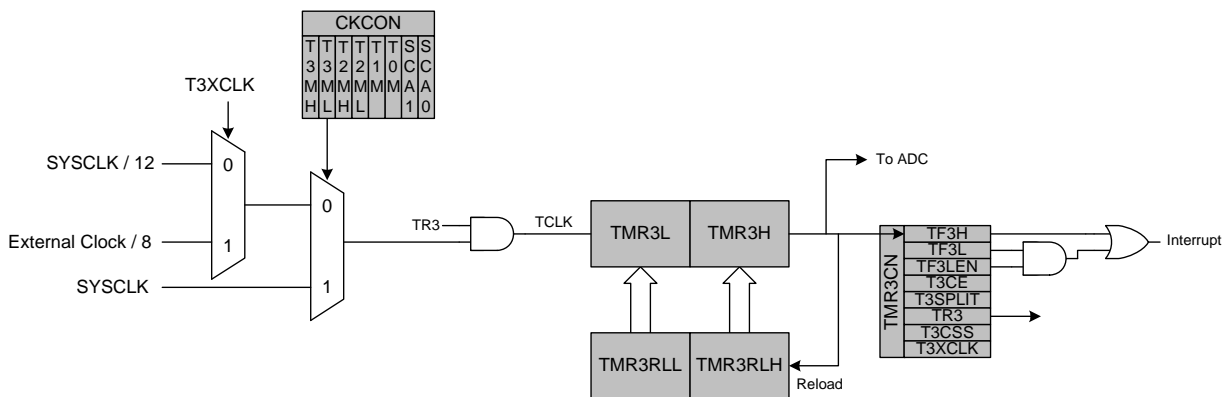 CKCON
T3MH
T3ML
T2MH
T2ML
T1M
T0M
SCA1
SCA0
T3XCLK
SYSCLK / 12
0
External Clock / 8
1
SYSCLK
0
1
TR3
TCLK
TMR3L
TMR3H
To ADC
TMR3RLL
TMR3RLH
Reload
TMR3CN
TF3H
TF3L
TF3LEN
T3CE
T3SPLIT
TR3
T3CSS
T3XCLK
Interrupt